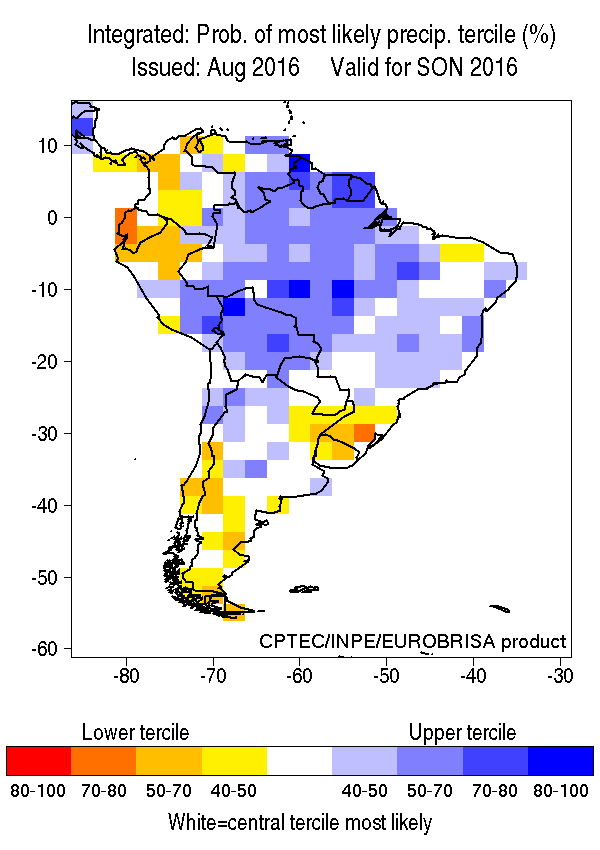 Integrated: Prob. of most likely precip. tercile (%)
Issued: Aug 2016 Valid for SON 2016
10
0
-10
-20
-30
-40
-50
-60
CPTEC/INPE/EUROBRISA product
-80 -70 -60 -50 -40 -30
Lower tercile Upper tercile
80-100 70-80 50-70 40-50 40-50 50-70 70-80 80-100
White=central tercile most likely